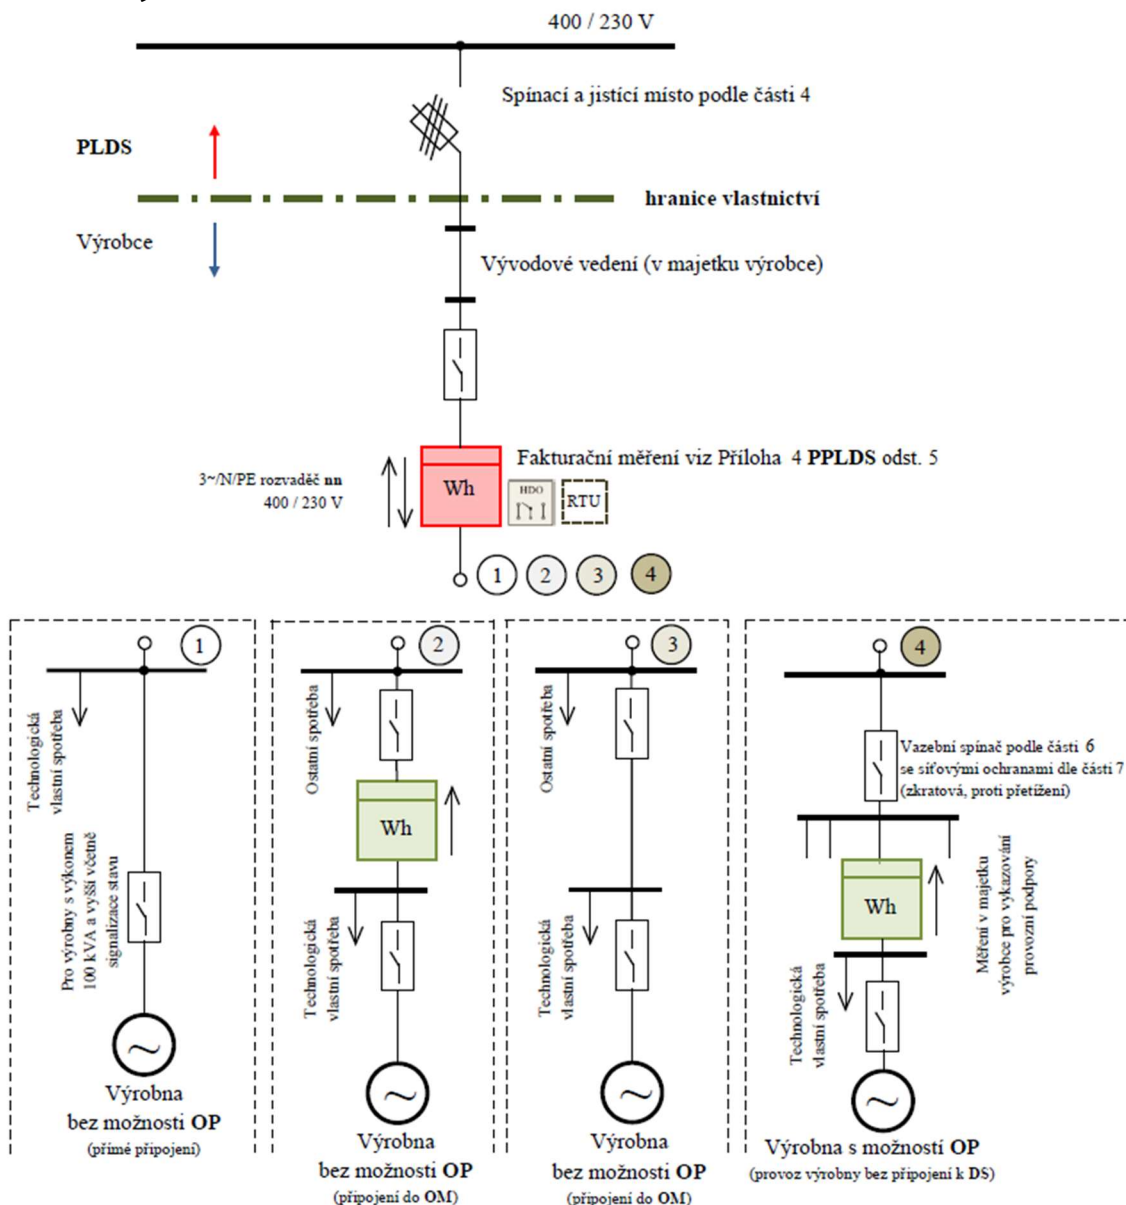 400 / 230 V
Spínací a jistící místo podle části 4
PLDS
hranice vlastnictví
Výrobce
Vývodové vedení (v majetku výrobce)
Fakturační měření viz Příloha 4 PPLDS odst. 5
3~/N/PE rozvaděč nn
400 / 230 V
Wh
HDO
RTU
1
2
3
4
1
Technologická
vlastní spotřeba
Pro výrobny s výkonem
100 kVA a vyšší včetně
signalizace stavu
Výrobna
bez možnosti OP
(přímé připojení)
2
Ostatní spotřeba
Wh
Technologická
vlastní spotřeba
Výrobna
bez možnosti OP
(připojení do OM)
3
Ostatní spotřeba
Technologická
vlastní spotřeba
Výrobna
bez možnosti OP
(připojení do OM)
4
Vazební spínač podle části 6
se síťovými ochranami dle části 7
(zkratová, proti přetížení)
Wh
Měření v majetku
výrobce pro vykazování
provozní podpory
Technologická
vlastní spotřeba
Výrobna s možností OP
(provoz výrobny bez připojení k DS)